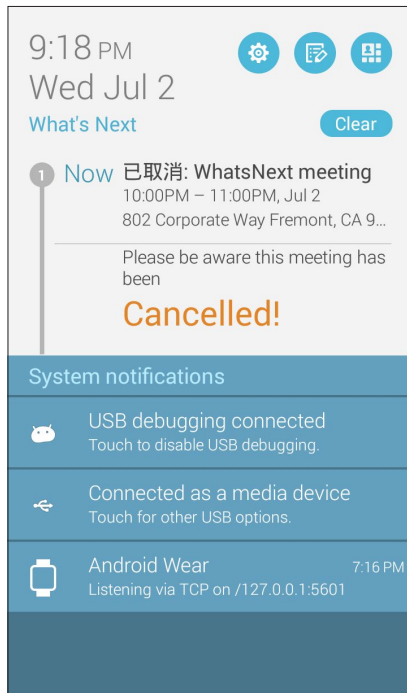 9:18 PM
Wed Jul 2
What's Next
Clear
1
Now
已取消: WhatsNext meeting
10:00PM – 11:00PM, Jul 2
802 Corporate Way Fremont, CA 9...
Please be aware this meeting has
been
Cancelled!
System notifications
USB debugging connected
Touch to disable USB debugging.
Connected as a media device
Touch for other USB options.
Android Wear
7:16 PM
Listening via TCP on /127.0.0.1:5601